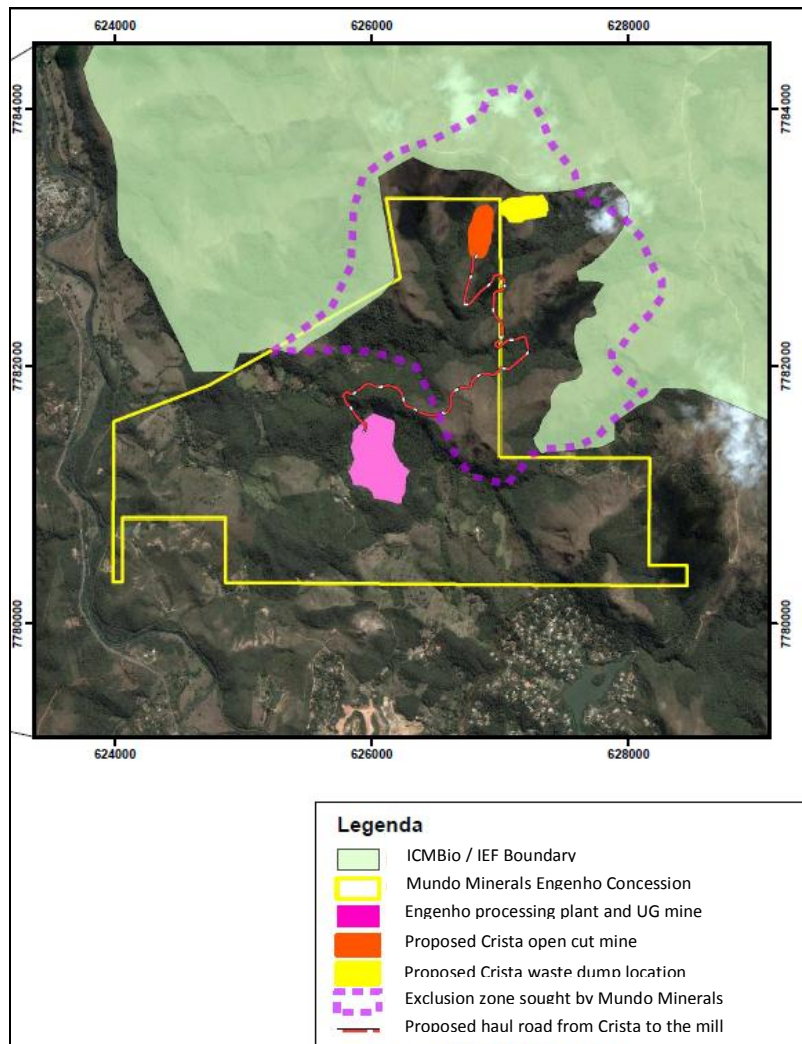 624000 626000 628000
7784000 7784000
7782000 7782000
7780000 7780000
624000 626000 628000
Legenda
ICMBio / IEF Boundary
Mundo Minerals Engenho Concession
Engenho processing plant and UG mine
Proposed Crista open cut mine
Proposed Crista waste dump location
Exclusion zone sought by Mundo Minerals
Proposed haul road from Crista to the mill